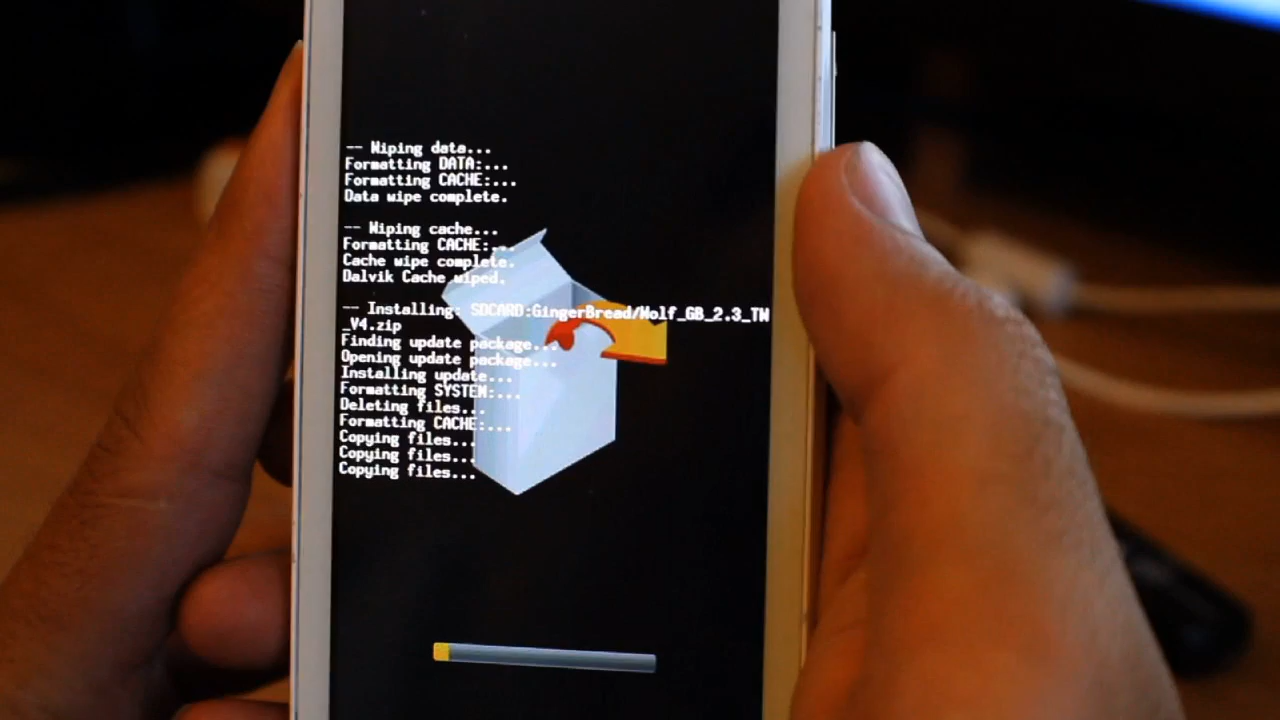 -- Wiping data...
Formatting DATA:...
Formatting CACHE:...
Data wipe complete.
-- Wiping cache...
Formatting CACHE:...
Cache wipe complete.
Dalvik Cache wiped.
-- Installing: SDCARD:GingerBread/Wolf_GB_2.3_TW
_V4.zip
Finding update package...
Opening update package...
Installing update...
Formatting SYSTEM:...
Deleting files...
Formatting CACHE:...
Copying files...
Copying files...
Copying files...